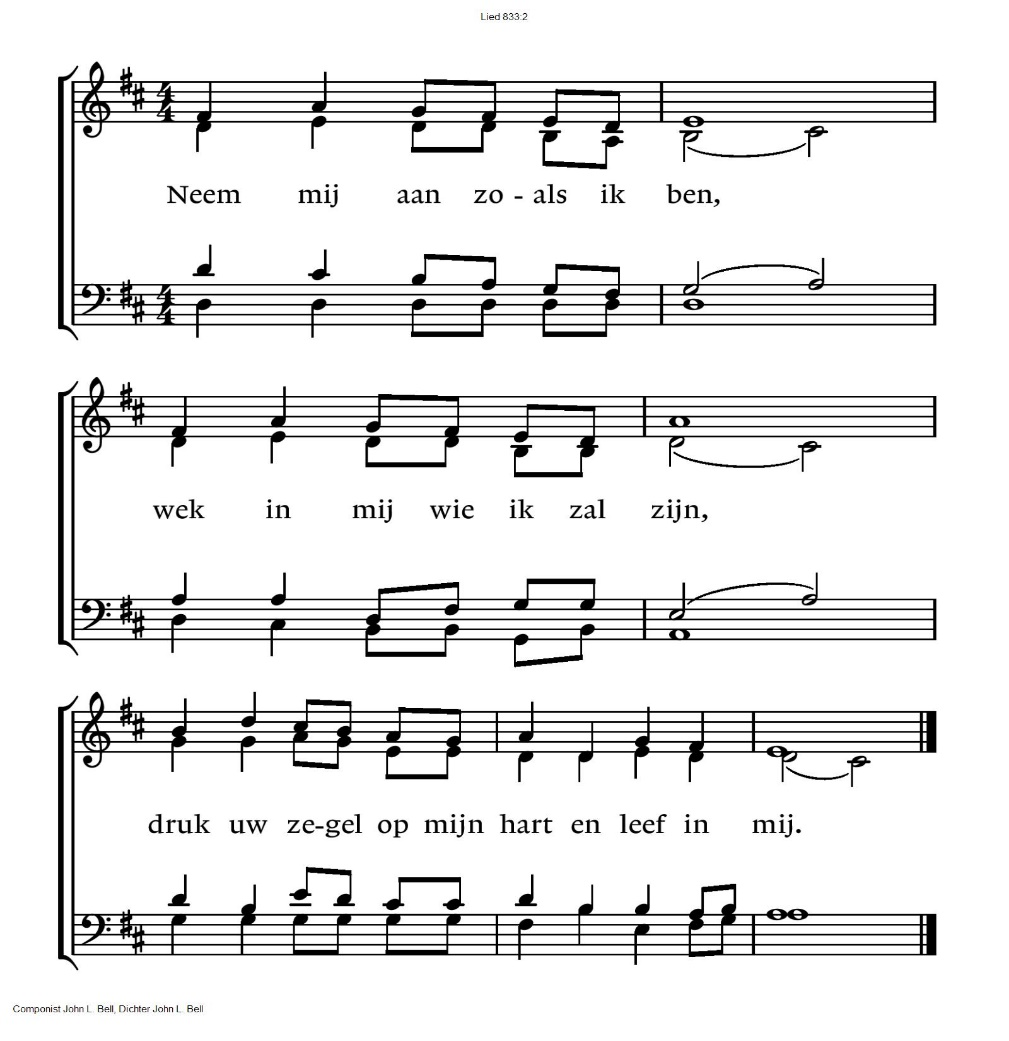 Lied 833:2
Neem mij aan zo - als ik ben,
wek in mij wie ik zal zijn,
druk uw ze-gel op mijn hart en leef in mij.
Componist John L. Bell, Dichter John L. Bell